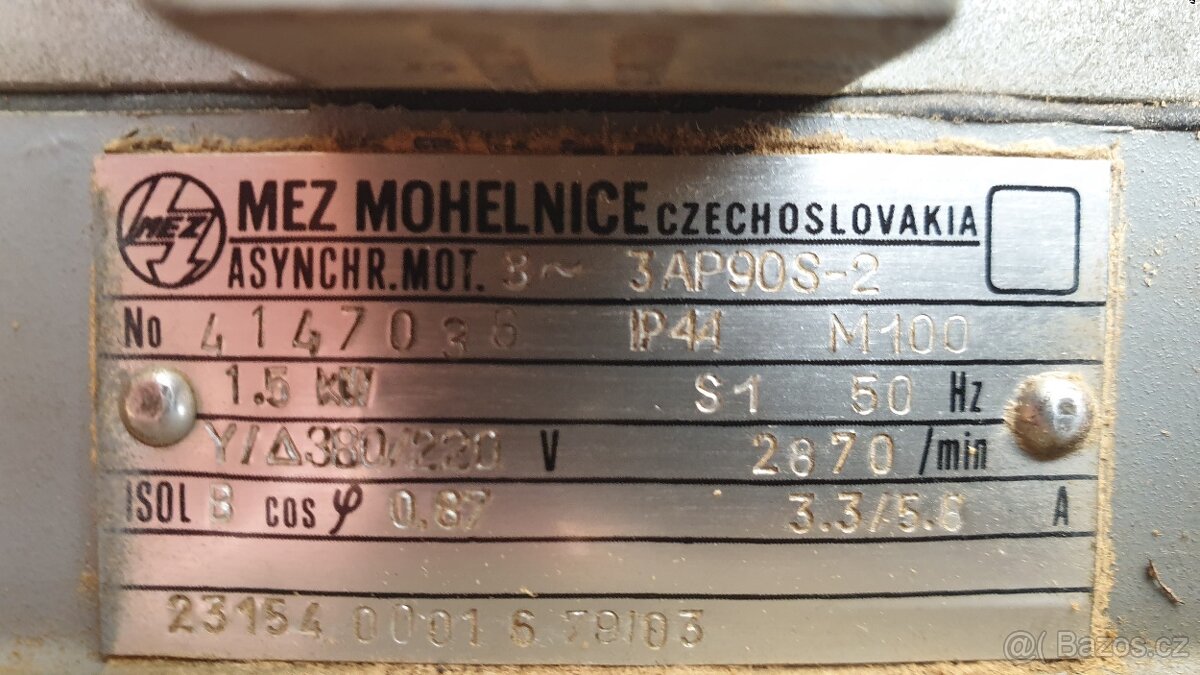 MEZ MEZ MOHELNICE CZECHOSLOVAKIA
ASYNCHR.MOT. 3~ 3AP90S-2
No 4147036 IP44 M100
1.5 kW S1 50 Hz
Y/Δ380/220 V 2870 /min
ISOL B cos φ 0.87 3.3/5.6 A
23154 0001 6 79/03
@( Bazoš.cz